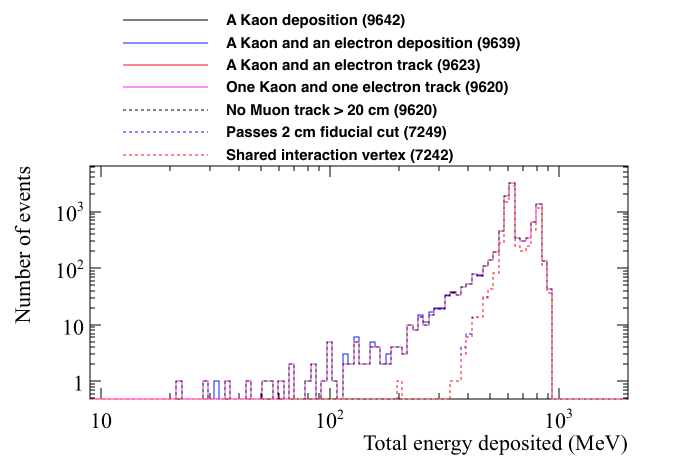 A Kaon deposition (9642)
A Kaon and an electron deposition (9639)
A Kaon and an electron track (9623)
One Kaon and one electron track (9620)
No Muon track > 20 cm (9620)
Passes 2 cm fiducial cut (7249)
Shared interaction vertex (7242)
Number of events
10³
10²
10
1
10 10² 10³
Total energy deposited (MeV)